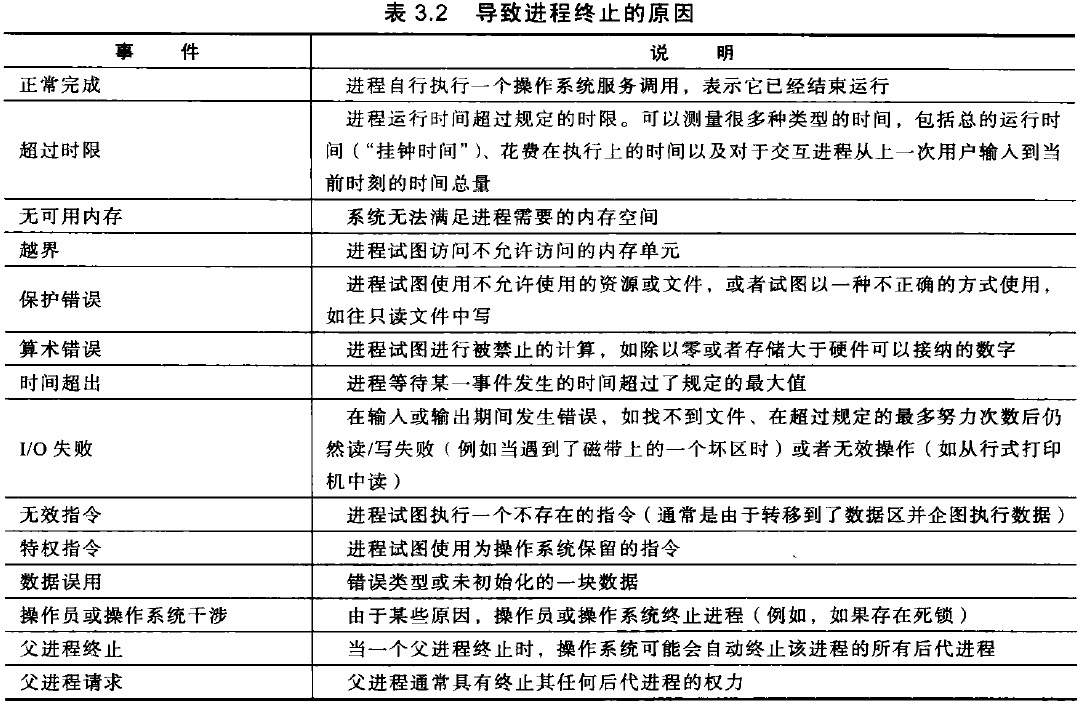 表 3.2 导致进程终止的原因
事 件 说 明
正常完成 进程自行执行一个操作系统服务调用，表示它已经结束运行
超过时限 进程运行时间超过规定的时限。可以测量很多种类型的时间，包括总的运行时
间（“挂钟时间”）、花费在执行上的时间以及对于交互进程从上一次用户输入到当
前时刻的时间总量
无可用内存 系统无法满足进程需要的内存空间
越界 进程试图访问不允许访问的内存单元
保护错误 进程试图使用不允许使用的资源或文件，或者试图以一种不正确的方式使用，
如往只读文件中写
算术错误 进程试图进行被禁止的计算，如除以零或者存储大于硬件可以接纳的数字
时间超出 进程等待某一事件发生的时间超过了规定的最大值
I/O 失败 在输入或输出期间发生错误，如找不到文件、在超过规定的最多努力次数后仍
然读/写失败（例如当遇到了磁带上的一个坏区时）或者无效操作（如从行式打印
机中读）
无效指令 进程试图执行一个不存在的指令（通常是由于转移到了数据区并企图执行数据）
特权指令 进程试图使用为操作系统保留的指令
数据误用 错误类型或未初始化的一块数据
操作员或操作系统干涉 由于某些原因，操作员或操作系统终止进程（例如，如果存在死锁）
父进程终止 当一个父进程终止时，操作系统可能会自动终止该进程的所有后代进程
父进程请求 父进程通常具有终止其任何后代进程的权力